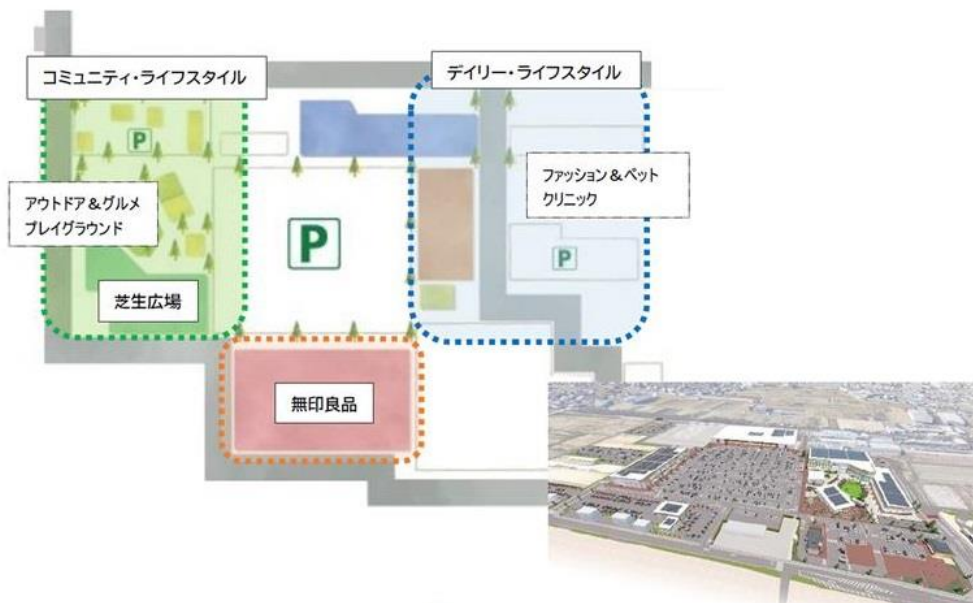 コミュニティ・ライフスタイル
デイリー・ライフスタイル
P
ファッション&ペット
クリニック
アウトドア&グルメ
プレイグラウンド
P
P
芝生広場
無印良品